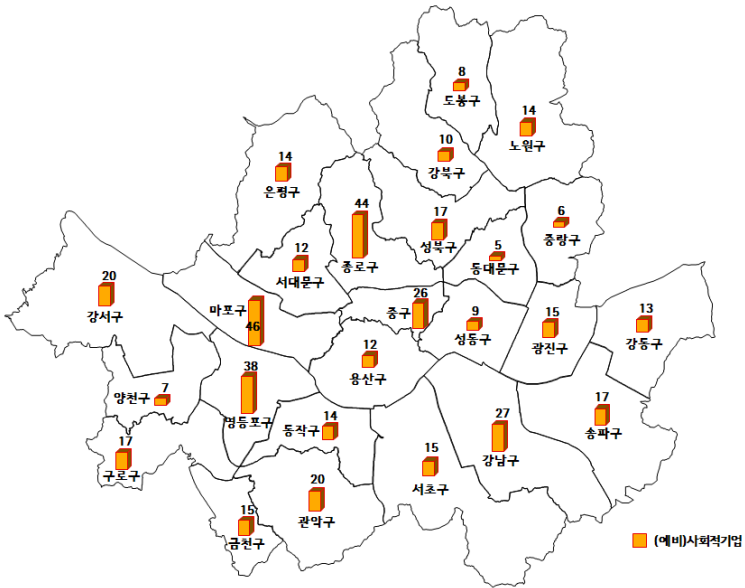 8
도봉구
14
노원구
10
강북구
14
은평구
44
종로구
17
성북구
6
중랑구
12
서대문구
5
동대문구
20
강서구
마포구
46
26
중구
9
성동구
15
광진구
13
강동구
12
용산구
38
영등포구
7
양천구
14
동작구
27
강남구
17
송파구
17
구로구
15
서초구
20
관악구
15
금천구
(예비)사회적기업